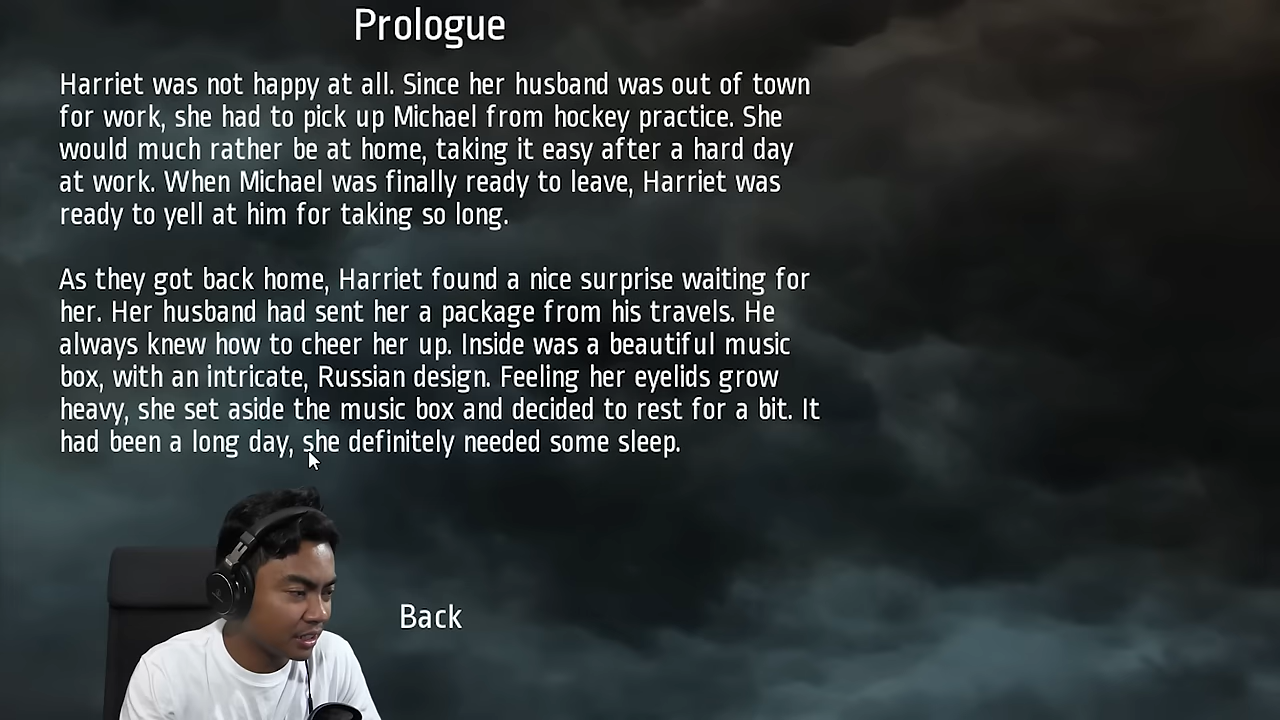 Prologue
Harriet was not happy at all. Since her husband was out of town
for work, she had to pick up Michael from hockey practice. She
would much rather be at home, taking it easy after a hard day
at work. When Michael was finally ready to leave, Harriet was
ready to yell at him for taking so long.
As they got back home, Harriet found a nice surprise waiting for
her. Her husband had sent her a package from his travels. He
always knew how to cheer her up. Inside was a beautiful music
box, with an intricate, Russian design. Feeling her eyelids grow
heavy, she set aside the music box and decided to rest for a bit. It
had been a long day, she definitely needed some sleep.
Back